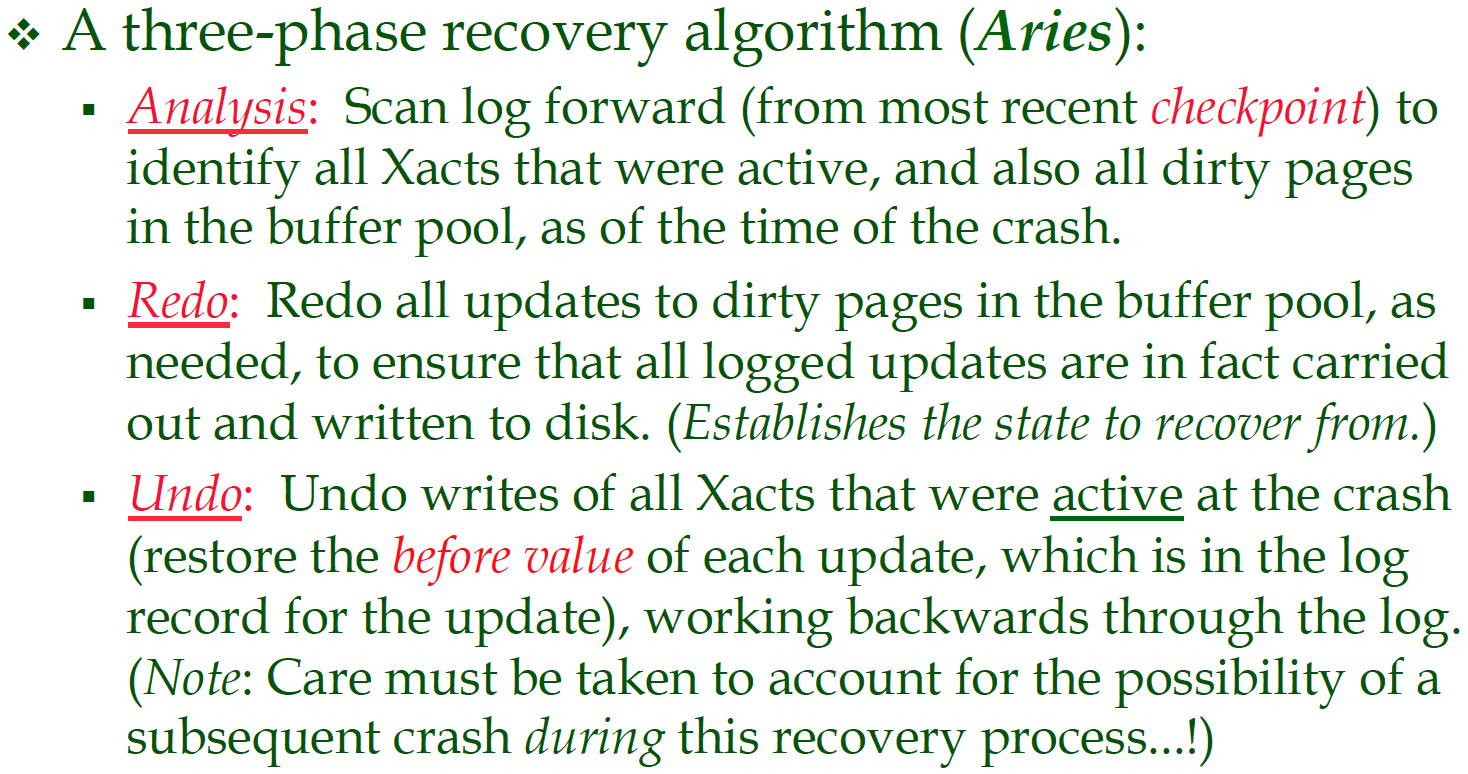 ❖ A three-phase recovery algorithm (Aries):
▪ Analysis: Scan log forward (from most recent checkpoint) to
identify all Xacts that were active, and also all dirty pages
in the buffer pool, as of the time of the crash.
▪ Redo: Redo all updates to dirty pages in the buffer pool, as
needed, to ensure that all logged updates are in fact carried
out and written to disk. (Establishes the state to recover from.)
▪ Undo: Undo writes of all Xacts that were active at the crash
(restore the before value of each update, which is in the log
record for the update), working backwards through the log.
(Note: Care must be taken to account for the possibility of a
subsequent crash during this recovery process...!)